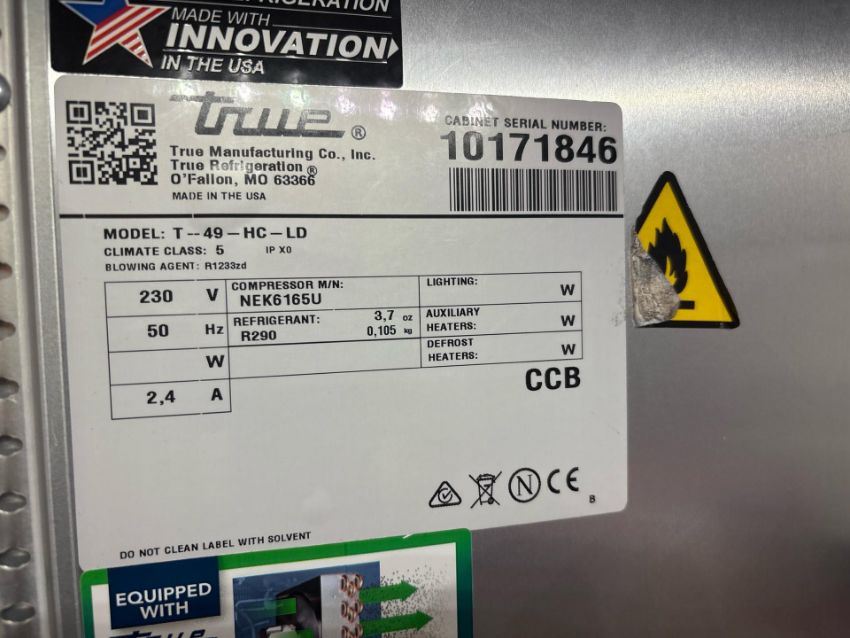 REFRIGERATION
MADE WITH
INNOVATION
IN THE USA
true ®
True Manufacturing Co., Inc.
True Refrigeration ®
O'Fallon, MO 63366
MADE IN THE USA
CABINET SERIAL NUMBER:
10171846
MODEL: T--49-HC-LD
CLIMATE CLASS: 5 IP X0
BLOWING AGENT: R1233zd
230 V
50 Hz
W
2,4 A
COMPRESSOR M/N:
NEK6165U
REFRIGERANT: 3,7 oz
R290 0,105 kg
LIGHTING: W
AUXILIARY
HEATERS: W
DEFROST
HEATERS: W
CCB
N CE
B
DO NOT CLEAN LABEL WITH SOLVENT
EQUIPPED
WITH
true